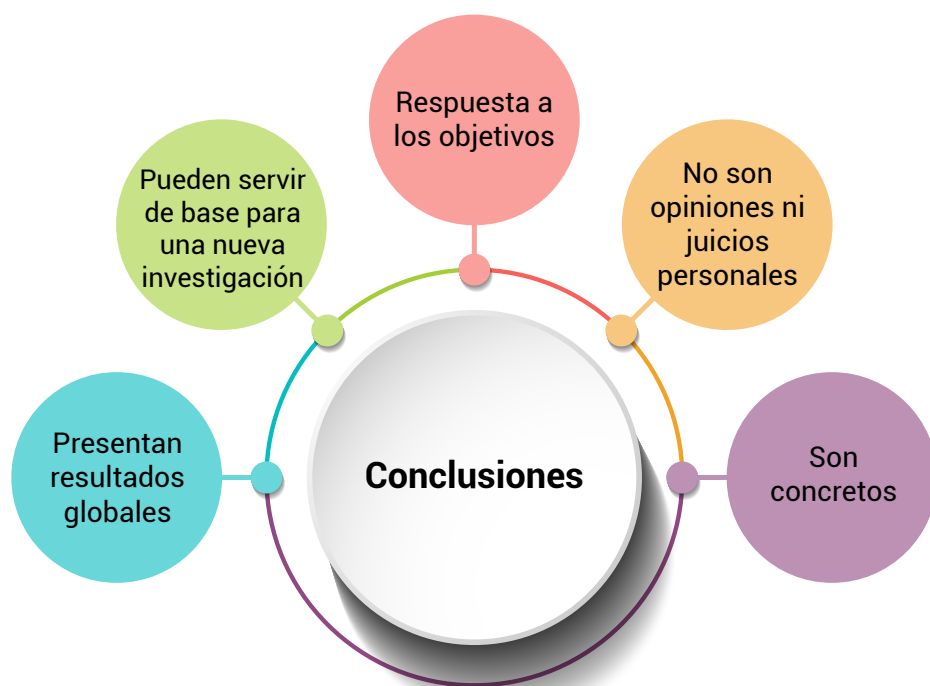 Respuesta a
los objetivos
Pueden servir
de base para
una nueva
investigación
No son
opiniones ni
juicios
personales
Presentan
resultados
globales
Conclusiones
Son
concretos